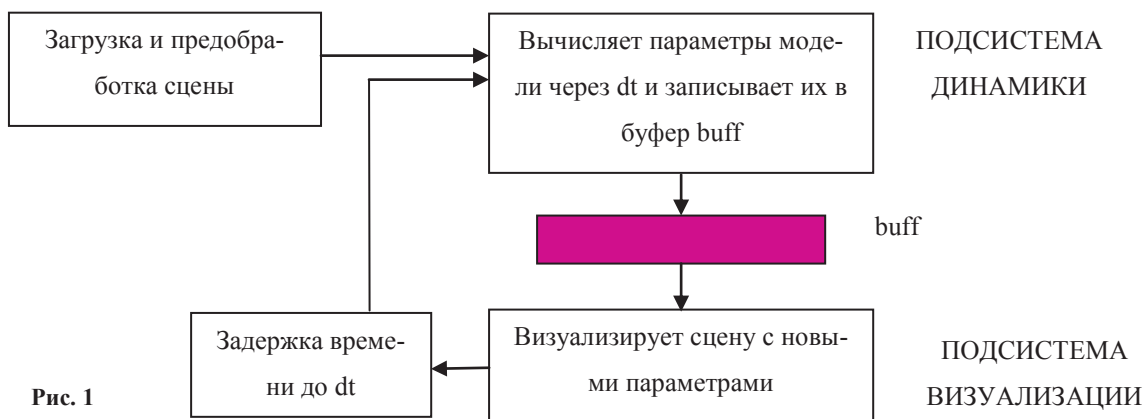 Загрузка и предобра-
ботка сцены
Вычисляет параметры моде-
ли через dt и записывает их в
буфер buff
ПОДСИСТЕМА
ДИНАМИКИ
buff
Задержка време-
ни до dt
Визуализирует сцену с новы-
ми параметрами
ПОДСИСТЕМА
ВИЗУАЛИЗАЦИИ
Рис. 1